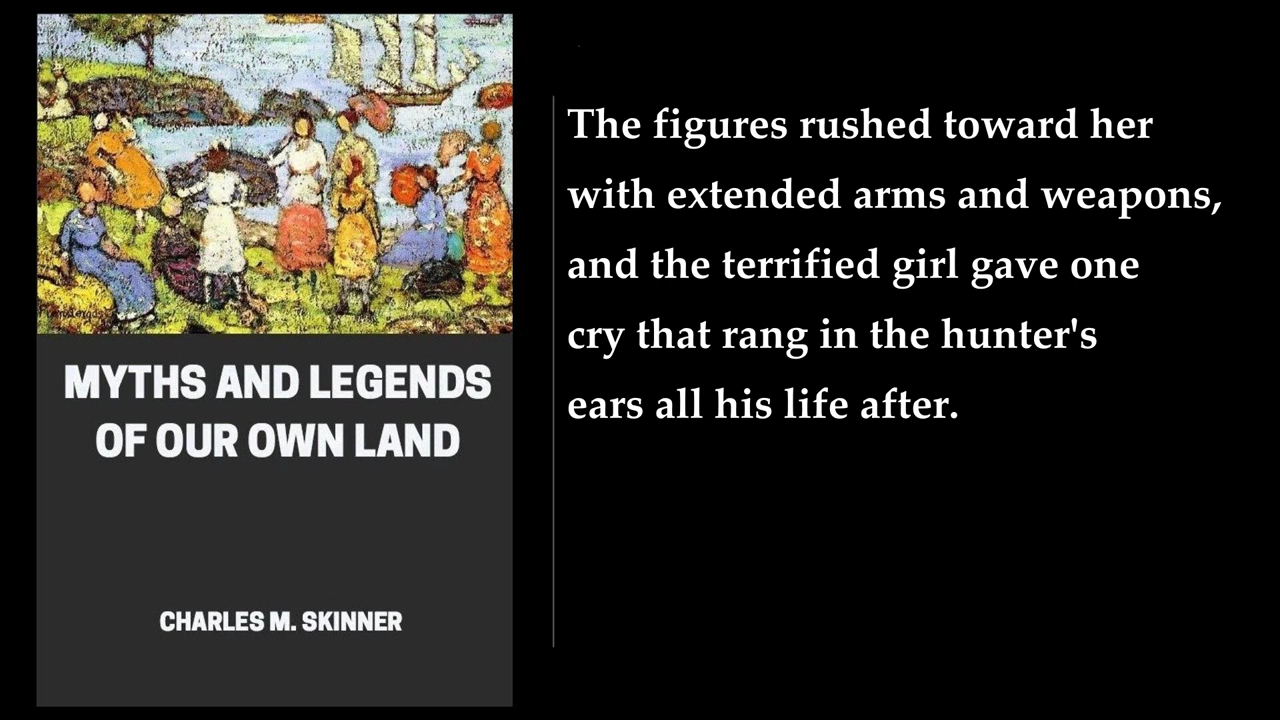 MYTHS AND LEGENDS
OF OUR OWN LAND
CHARLES M. SKINNER
The figures rushed toward her
with extended arms and weapons,
and the terrified girl gave one
cry that rang in the hunter's
ears all his life after.